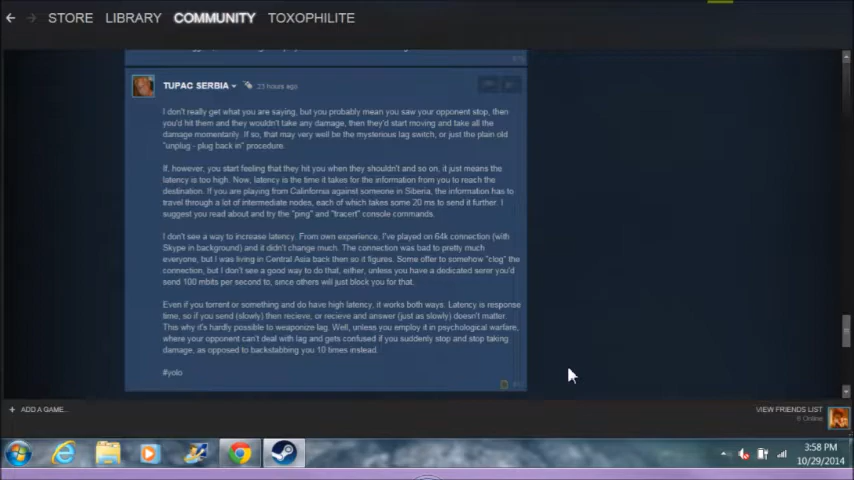 STORE LIBRARY COMMUNITY TOXOPHILITE
TUPAC SERBIA 23 hours ago
I don't really get what you are saying, but you probably mean you saw your opponent stop, then
you'd hit them and they wouldn't take any damage, then they'd start moving and take all the
damage momentarily. If so, that may very well be the mysterious lag switch, or just the plain old
"unplug - plug back in" procedure.
If, however, you start feeling that they hit you when they shouldn't and so on, it just means the
latency is too high. Now, latency is the time it takes for the information from you to reach the
destination. If you are playing from California against someone in Siberia, the information has to
travel through a lot of intermediate nodes, each of which takes some 20 ms to send it further. I
suggest you read about and try the "ping" and "tracert" console commands.
I don't see a way to increase latency. From own experience, I've played on 64k connection (with
Skype in background) and it didn't change much. The connection was bad to pretty much
everyone, but I was living in Central Asia back then so it figures. Some offer to somehow "clog" the
connection, but I don't see a good way to do that, either, unless you have a dedicated serer you'd
send 100 mbits per second to, since others will just block you for that.
Even if you torrent or something and do have high latency, it works both ways. Latency is response
time, so if you send (slowly) then recieve, or recieve and answer (just as slowly) doesn't matter.
This why it's hardly possible to weaponize lag. Well, unless you employ it in psychological warfare,
where your opponent can't deal with lag and gets confused if you suddenly stop and stop taking
damage, as opposed to backstabbing you 10 times instead.
#yolo
+ ADD A GAME...
VIEW FRIENDS LIST
6 Online
3:58 PM
10/29/2014